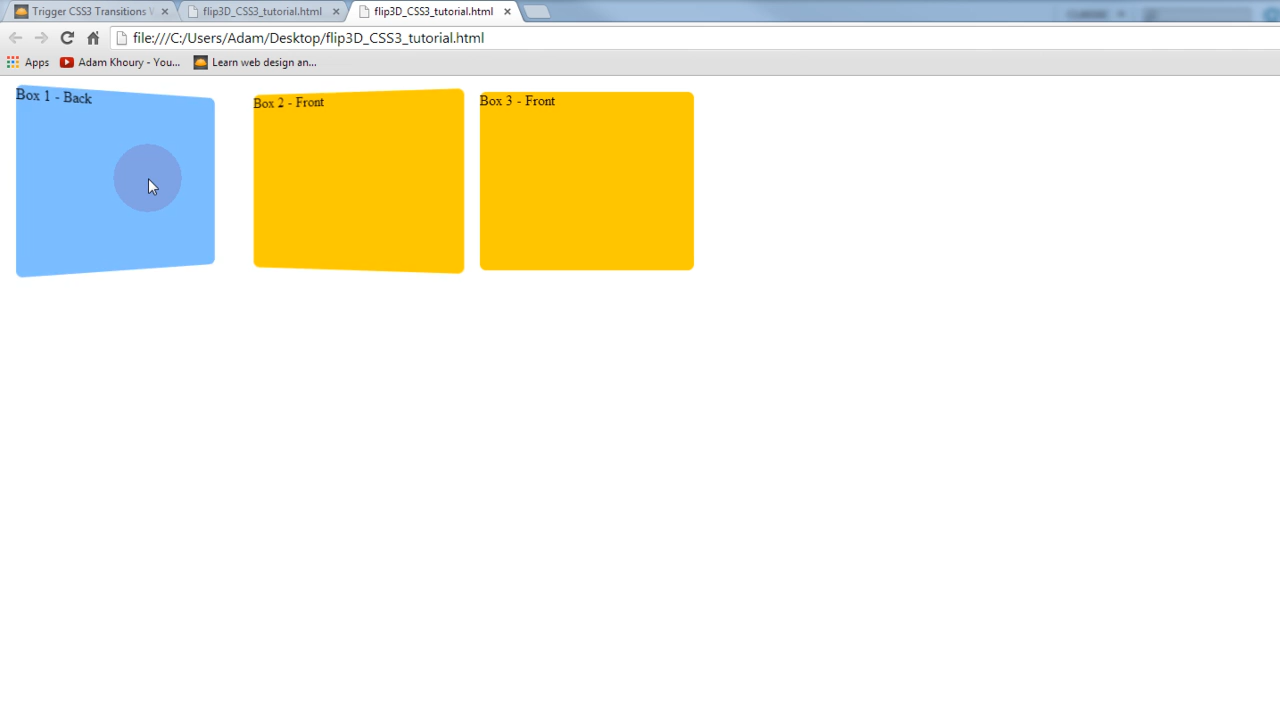 Trigger CSS3 Transitions
flip3D_CSS3_tutorial.html
flip3D_CSS3_tutorial.html
file:///C:/Users/Adam/Desktop/flip3D_CSS3_tutorial.html
Apps
Adam Khoury - You...
Learn web design an...
Box 1 - Back
Box 2 - Front
Box 3 - Front